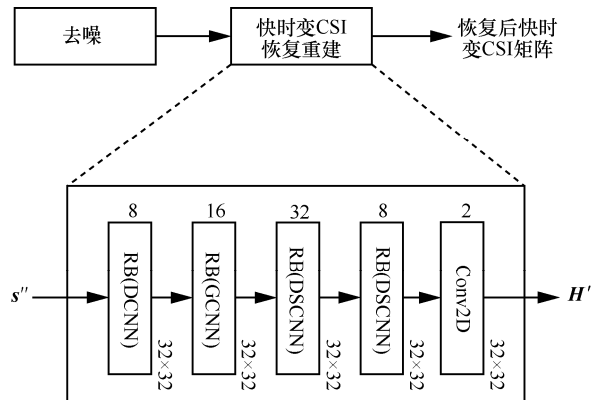 去噪
快时变CSI
恢复重建
恢复后快时
变CSI矩阵
8
16
32
8
2
s″
RB(DCNN)
32×32
RB(GCNN)
32×32
RB(DSCNN)
32×32
RB(DSCNN)
32×32
Conv2D
32×32
H′